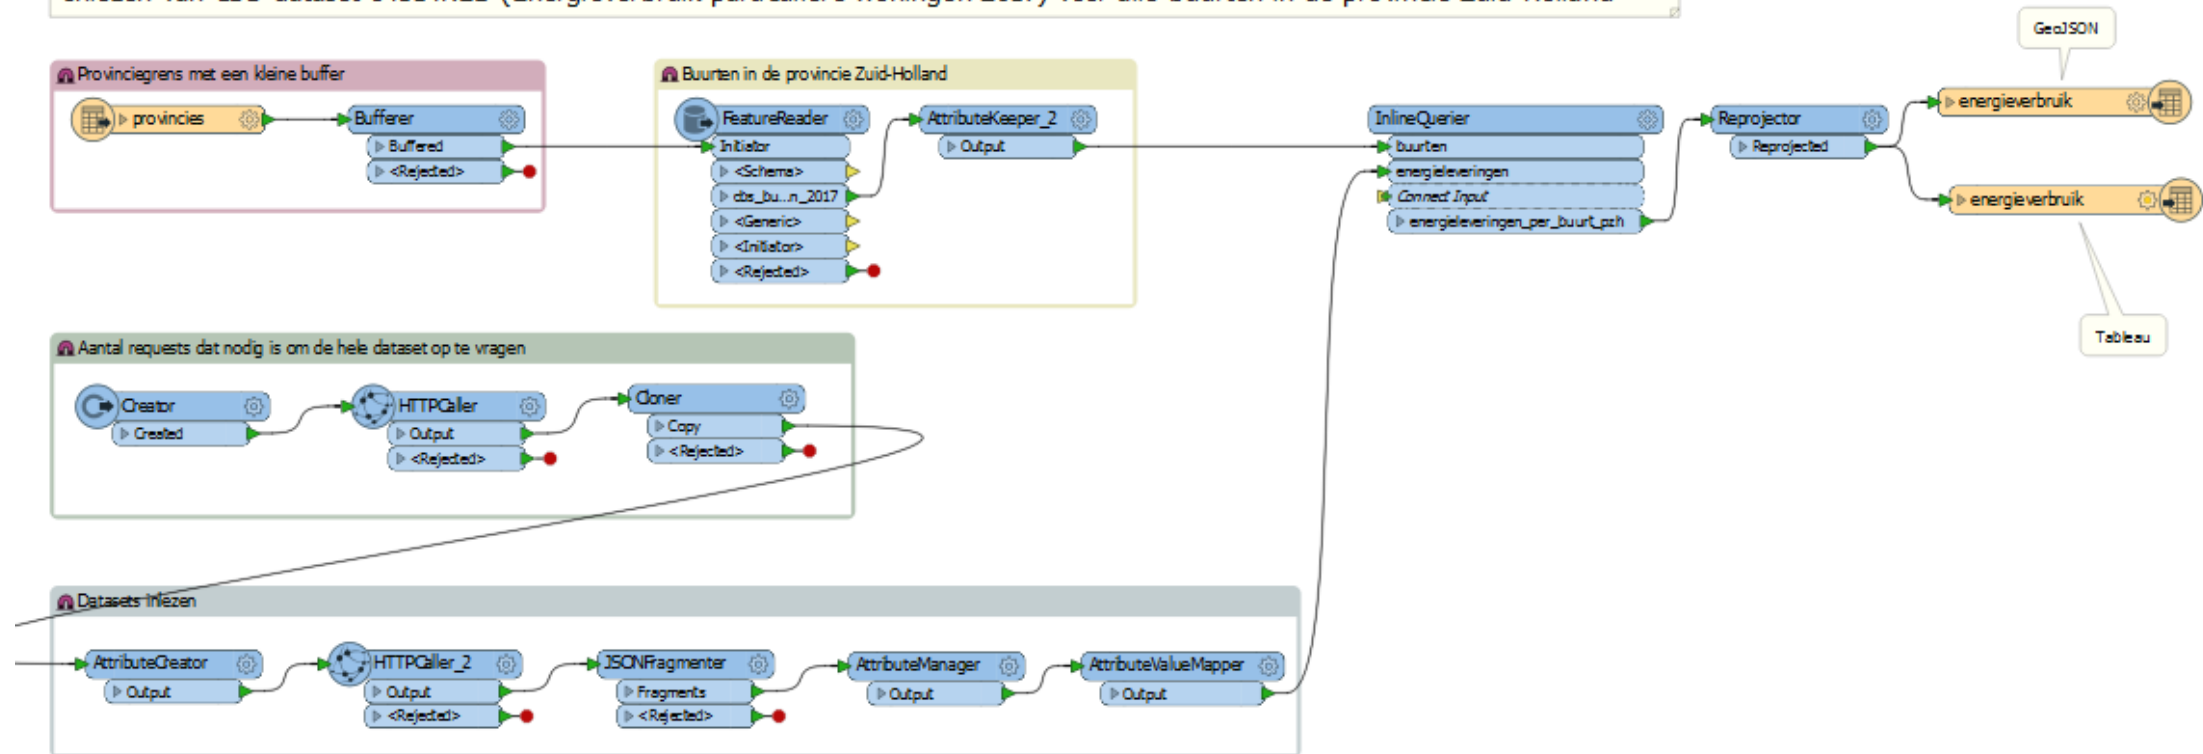 GeoJSON
Provinciegrens met een kleine buffer
Buurten in de provincie Zuid-Holland
provincies
Bufferer
Buffered
<Rejected>
FeatureReader
Initiator
<Schema>
cbs_bu...n_2017
<Generic>
<Initiator>
<Rejected>
AttributeKeeper_2
Output
InlineQuerier
buurten
energieleveringen
Connect Input
energieleveringen_per_buurt_pzh
Reprojector
Reprojected
energieverbruik
energieverbruik
Tableau
Aantal requests dat nodig is om de hele dataset op te vragen
Creator
Created
HTTPCaller
Output
<Rejected>
Cloner
Copy
<Rejected>
Datasets inlezen
AttributeCreator
Output
HTTPCaller_2
Output
<Rejected>
JSONFragmenter
Fragments
<Rejected>
AttributeManager
Output
AttributeValueMapper
Output